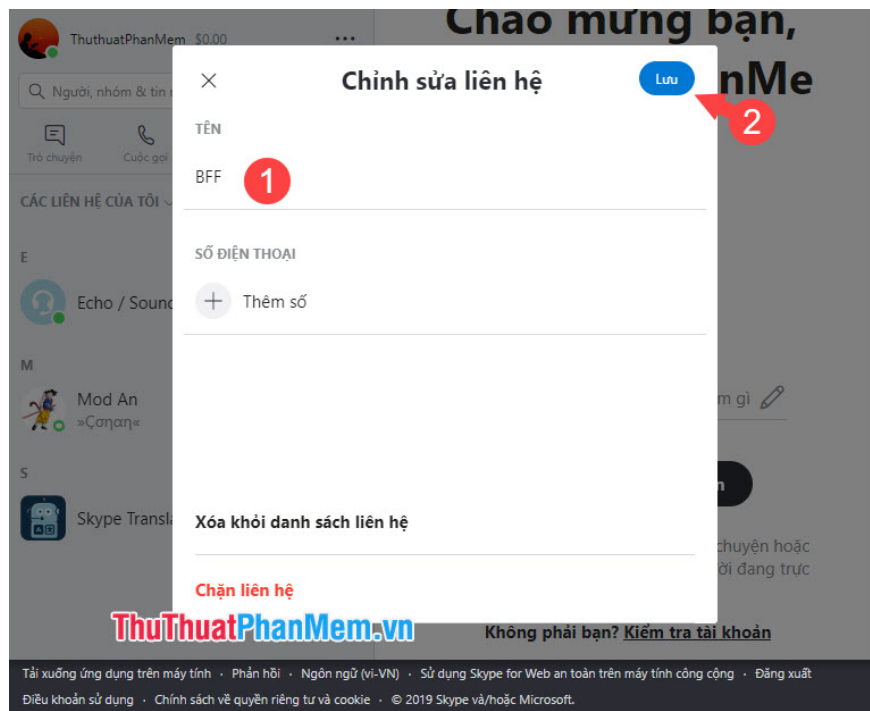 Chào mừng bạn,
ThuthuatPhanMem $0.00
nMe
Người, nhóm & tin
Trò chuyện
Cuộc gọi
CÁC LIÊN HỆ CỦA TÔI
E
Echo / Sound
M
Mod An
»Çσηαη«
S
Skype Transla
Chỉnh sửa liên hệ
Lưu
2
TÊN
BFF
1
SỐ ĐIỆN THOẠI
Thêm số
Xóa khỏi danh sách liên hệ
Chặn liên hệ
m gì
n
chuyện hoặc
ời đang trực
ThuThuatPhanMem.vn
Không phải bạn? Kiểm tra tài khoản
Tải xuống ứng dụng trên máy tính · Phản hồi · Ngôn ngữ (vi-VN) · Sử dụng Skype for Web an toàn trên máy tính công cộng · Đăng xuất
Điều khoản sử dụng · Chính sách về quyền riêng tư và cookie · © 2019 Skype và/hoặc Microsoft.